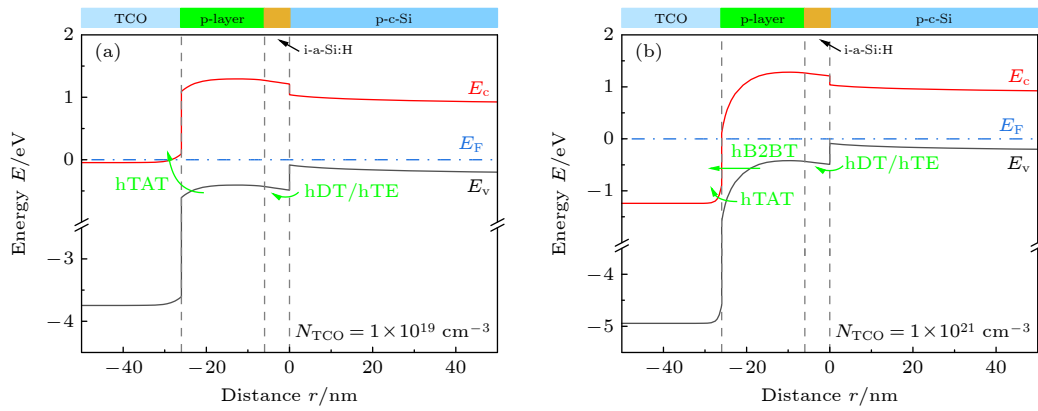 TCO p-layer p-c-Si
(a) i-a-Si:H
E_c
E_F
E_v
hTAT hDT/hTE
N_TCO = 1×10^19 cm^−3
Energy E/eV
2
1
0
−3
−4
−40 −20 0 20 40
Distance r/nm
TCO p-layer p-c-Si
(b) i-a-Si:H
E_c
E_F
E_v
hB2BT hDT/hTE
hTAT
N_TCO = 1×10^21 cm^−3
Energy E/eV
2
1
0
−1
−4
−5
−40 −20 0 20 40
Distance r/nm